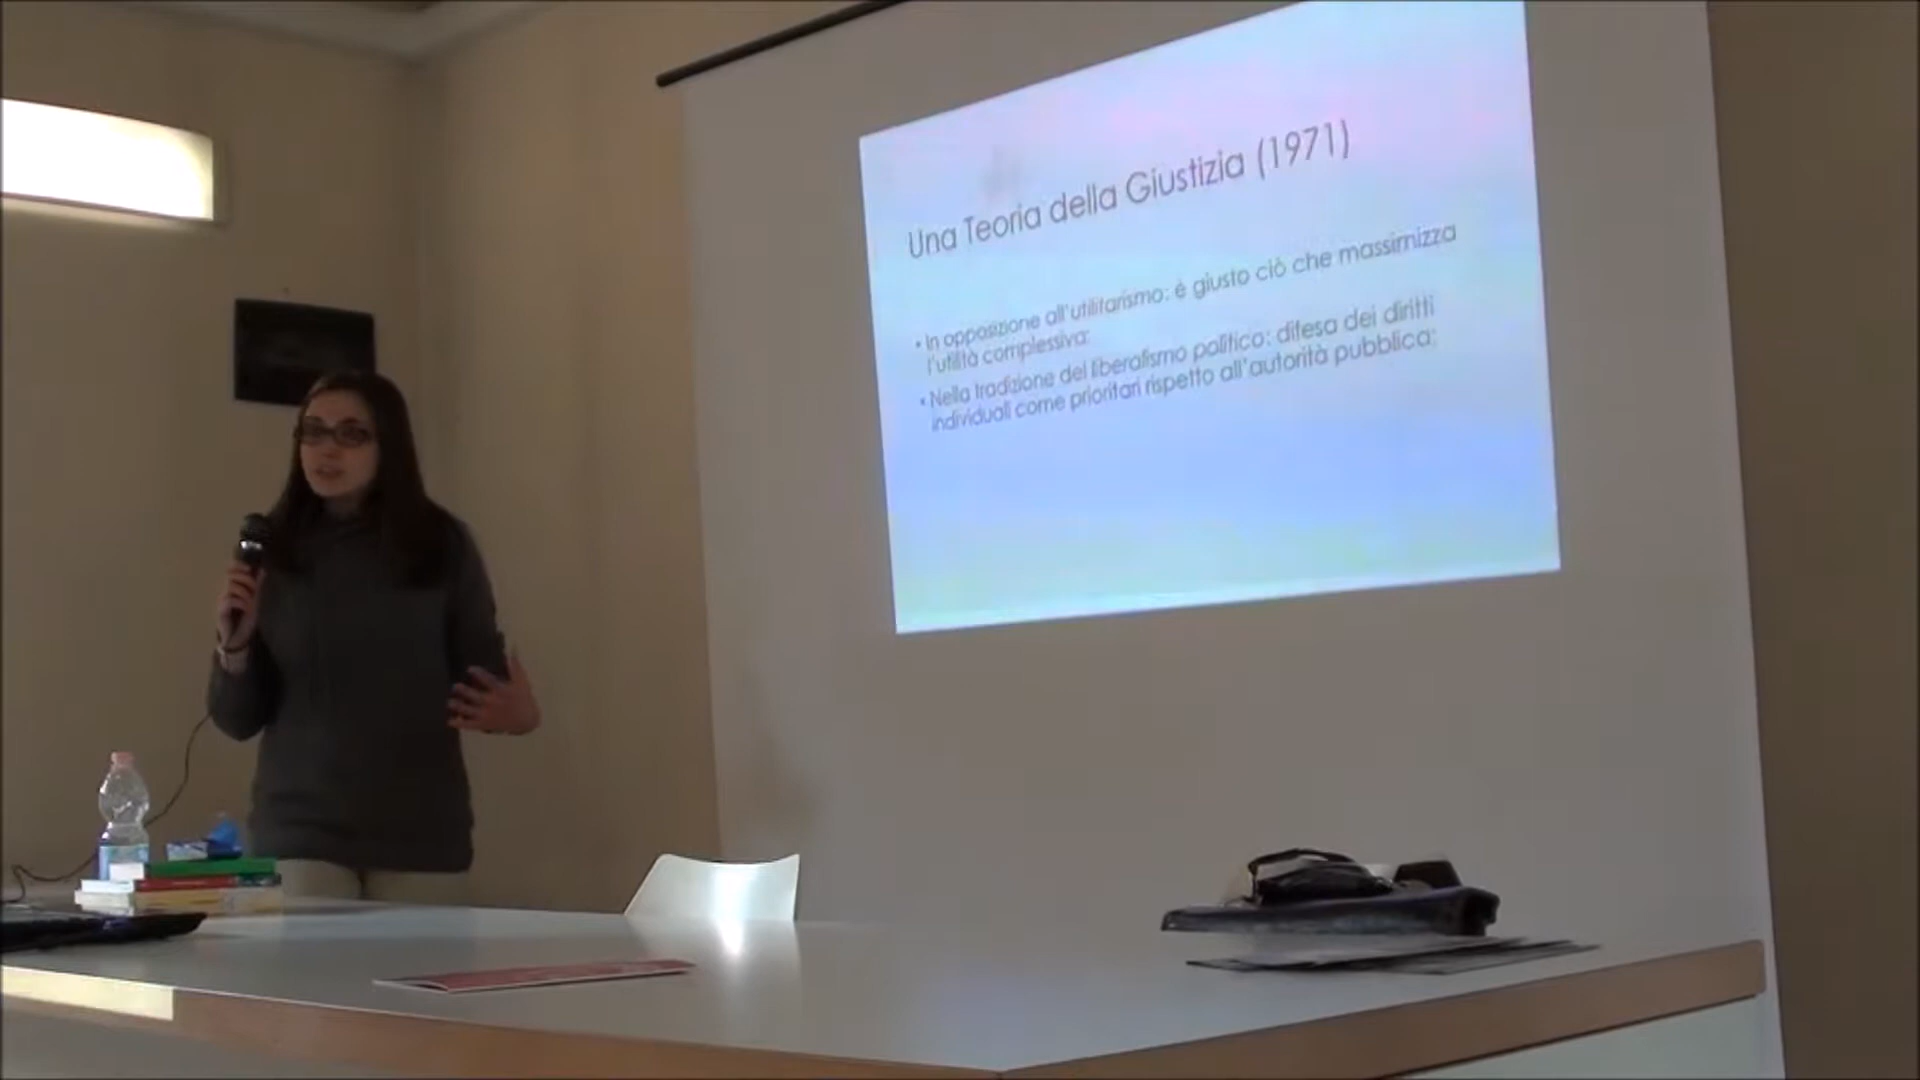 Una Teoria della Giustizia (1971)
• In opposizione all'utilitarismo: è giusto ciò che massimizza
l'utilità complessiva;
• Nella tradizione del liberalismo politico: difesa dei diritti
individuali come prioritari rispetto all'autorità pubblica;